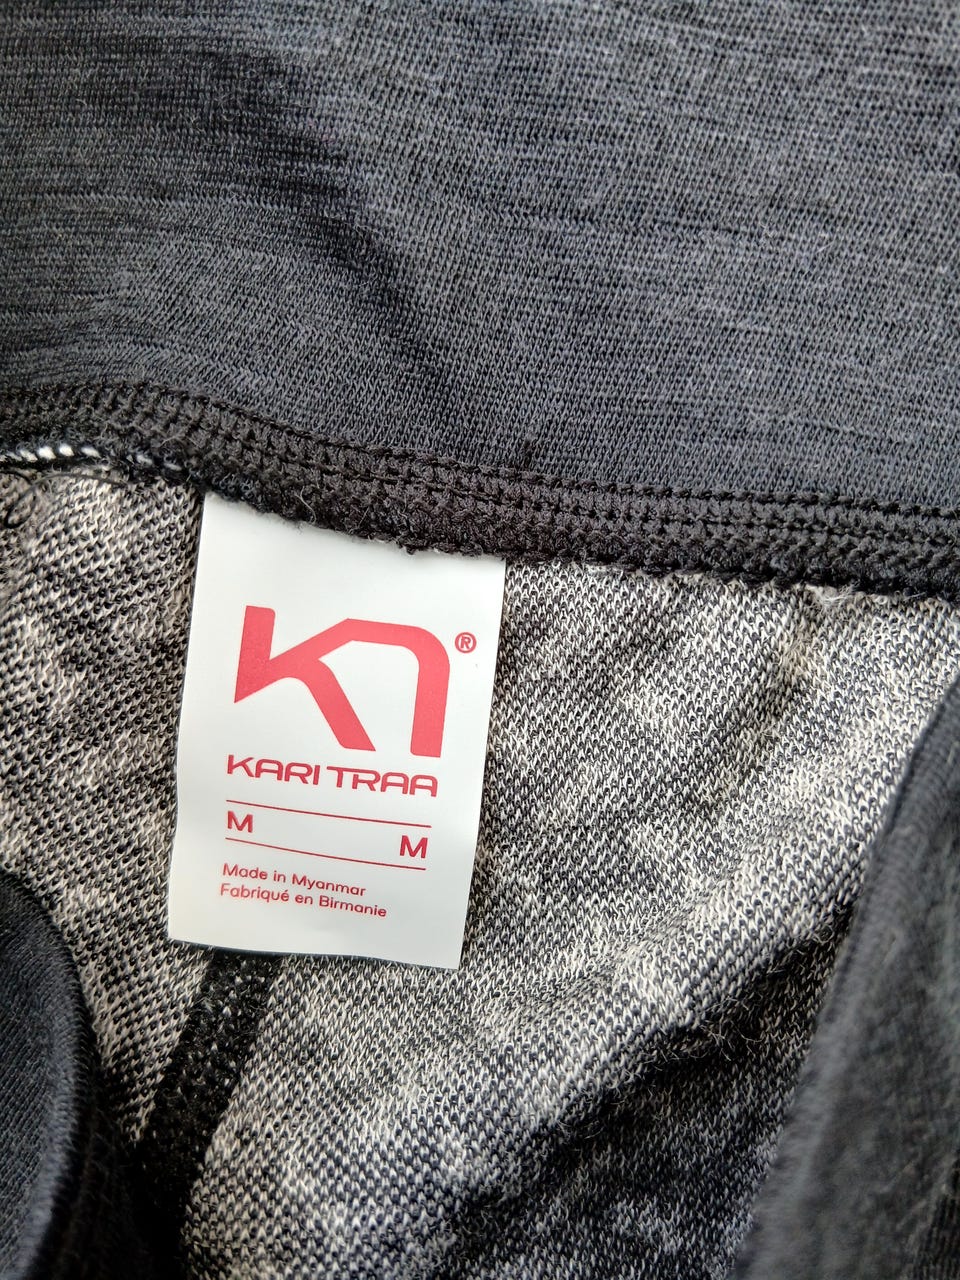 ®
KARI TRAA
M M
Made in Myanmar
Fabriqué en Birmanie